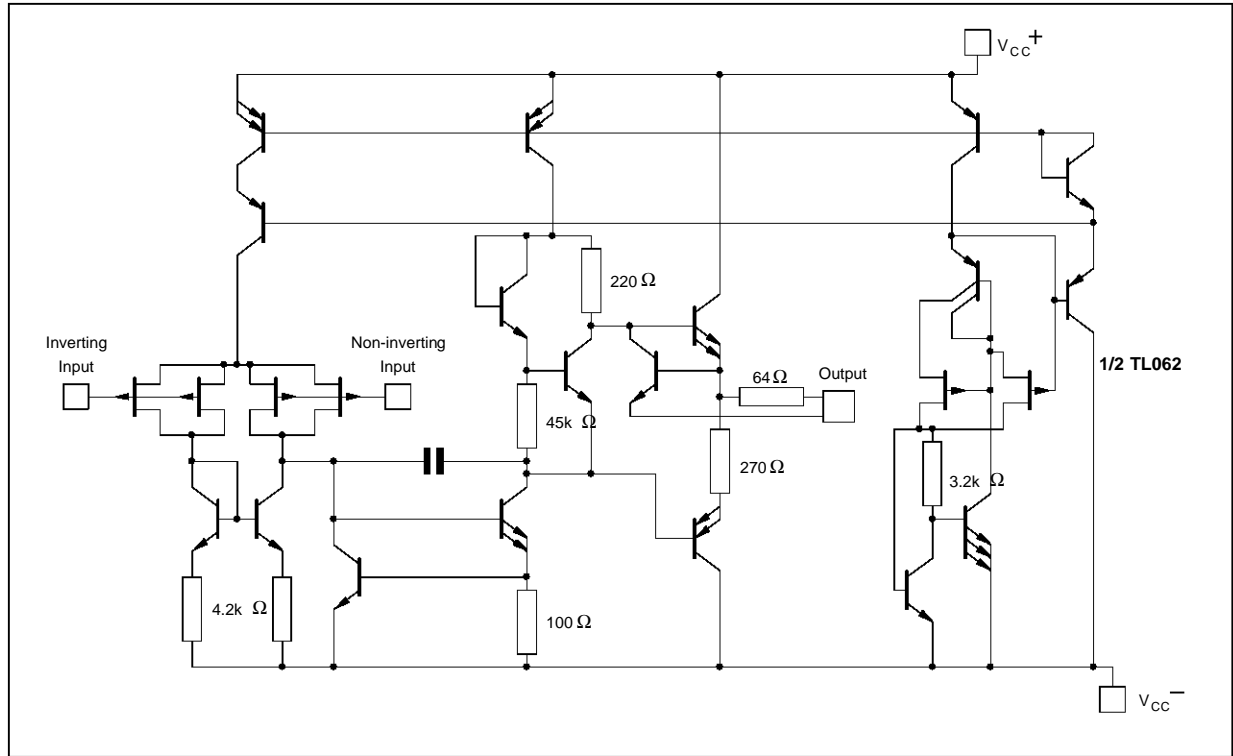 VCC+
220 Ω
Inverting
Input
Non-inverting
Input
64 Ω
Output
1/2 TL062
45k Ω
270 Ω
3.2k Ω
4.2k Ω
100 Ω
VCC−